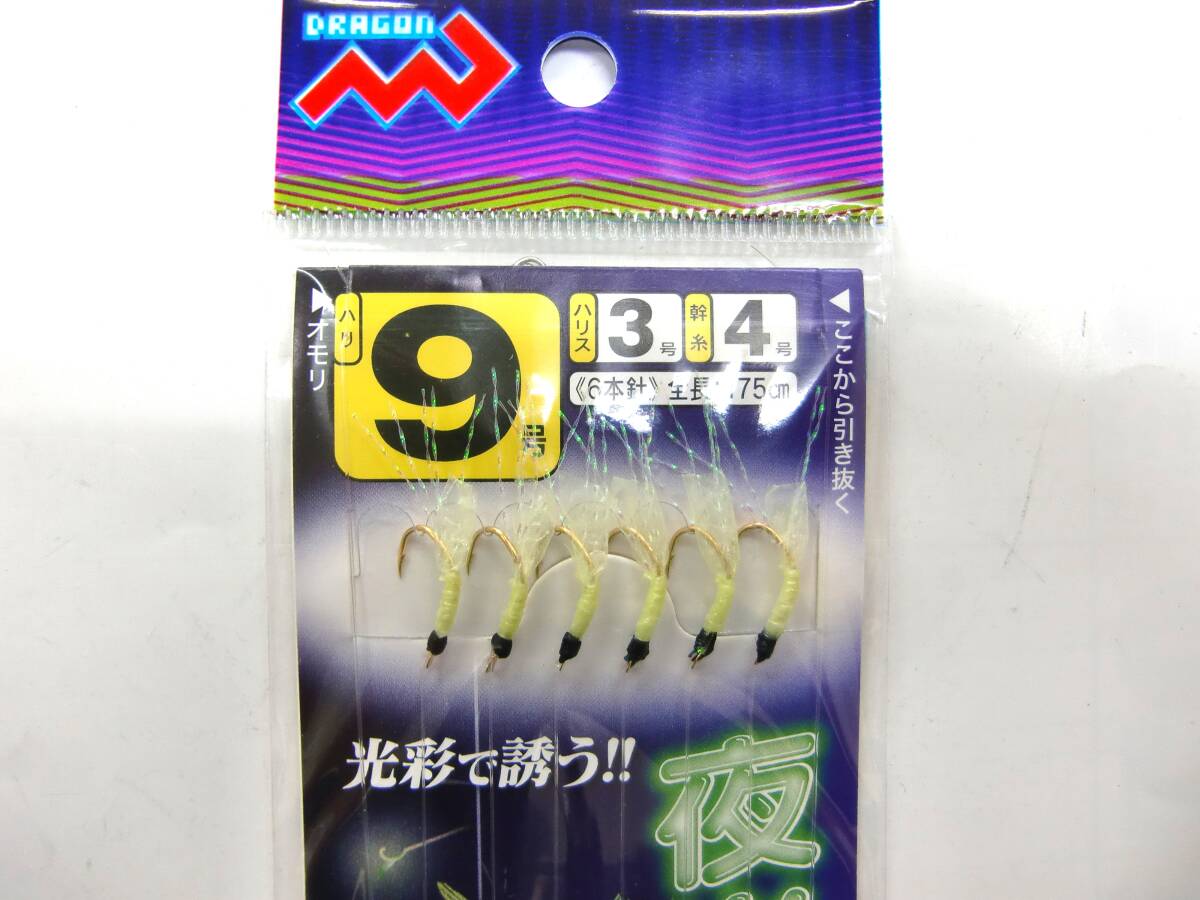 DRAGON
▶オモリ
ハリ
9号
ハリス
3号
幹糸
4号
《6本針》全長 75cm
◀ここから引き抜く
光彩で誘う!!
夜